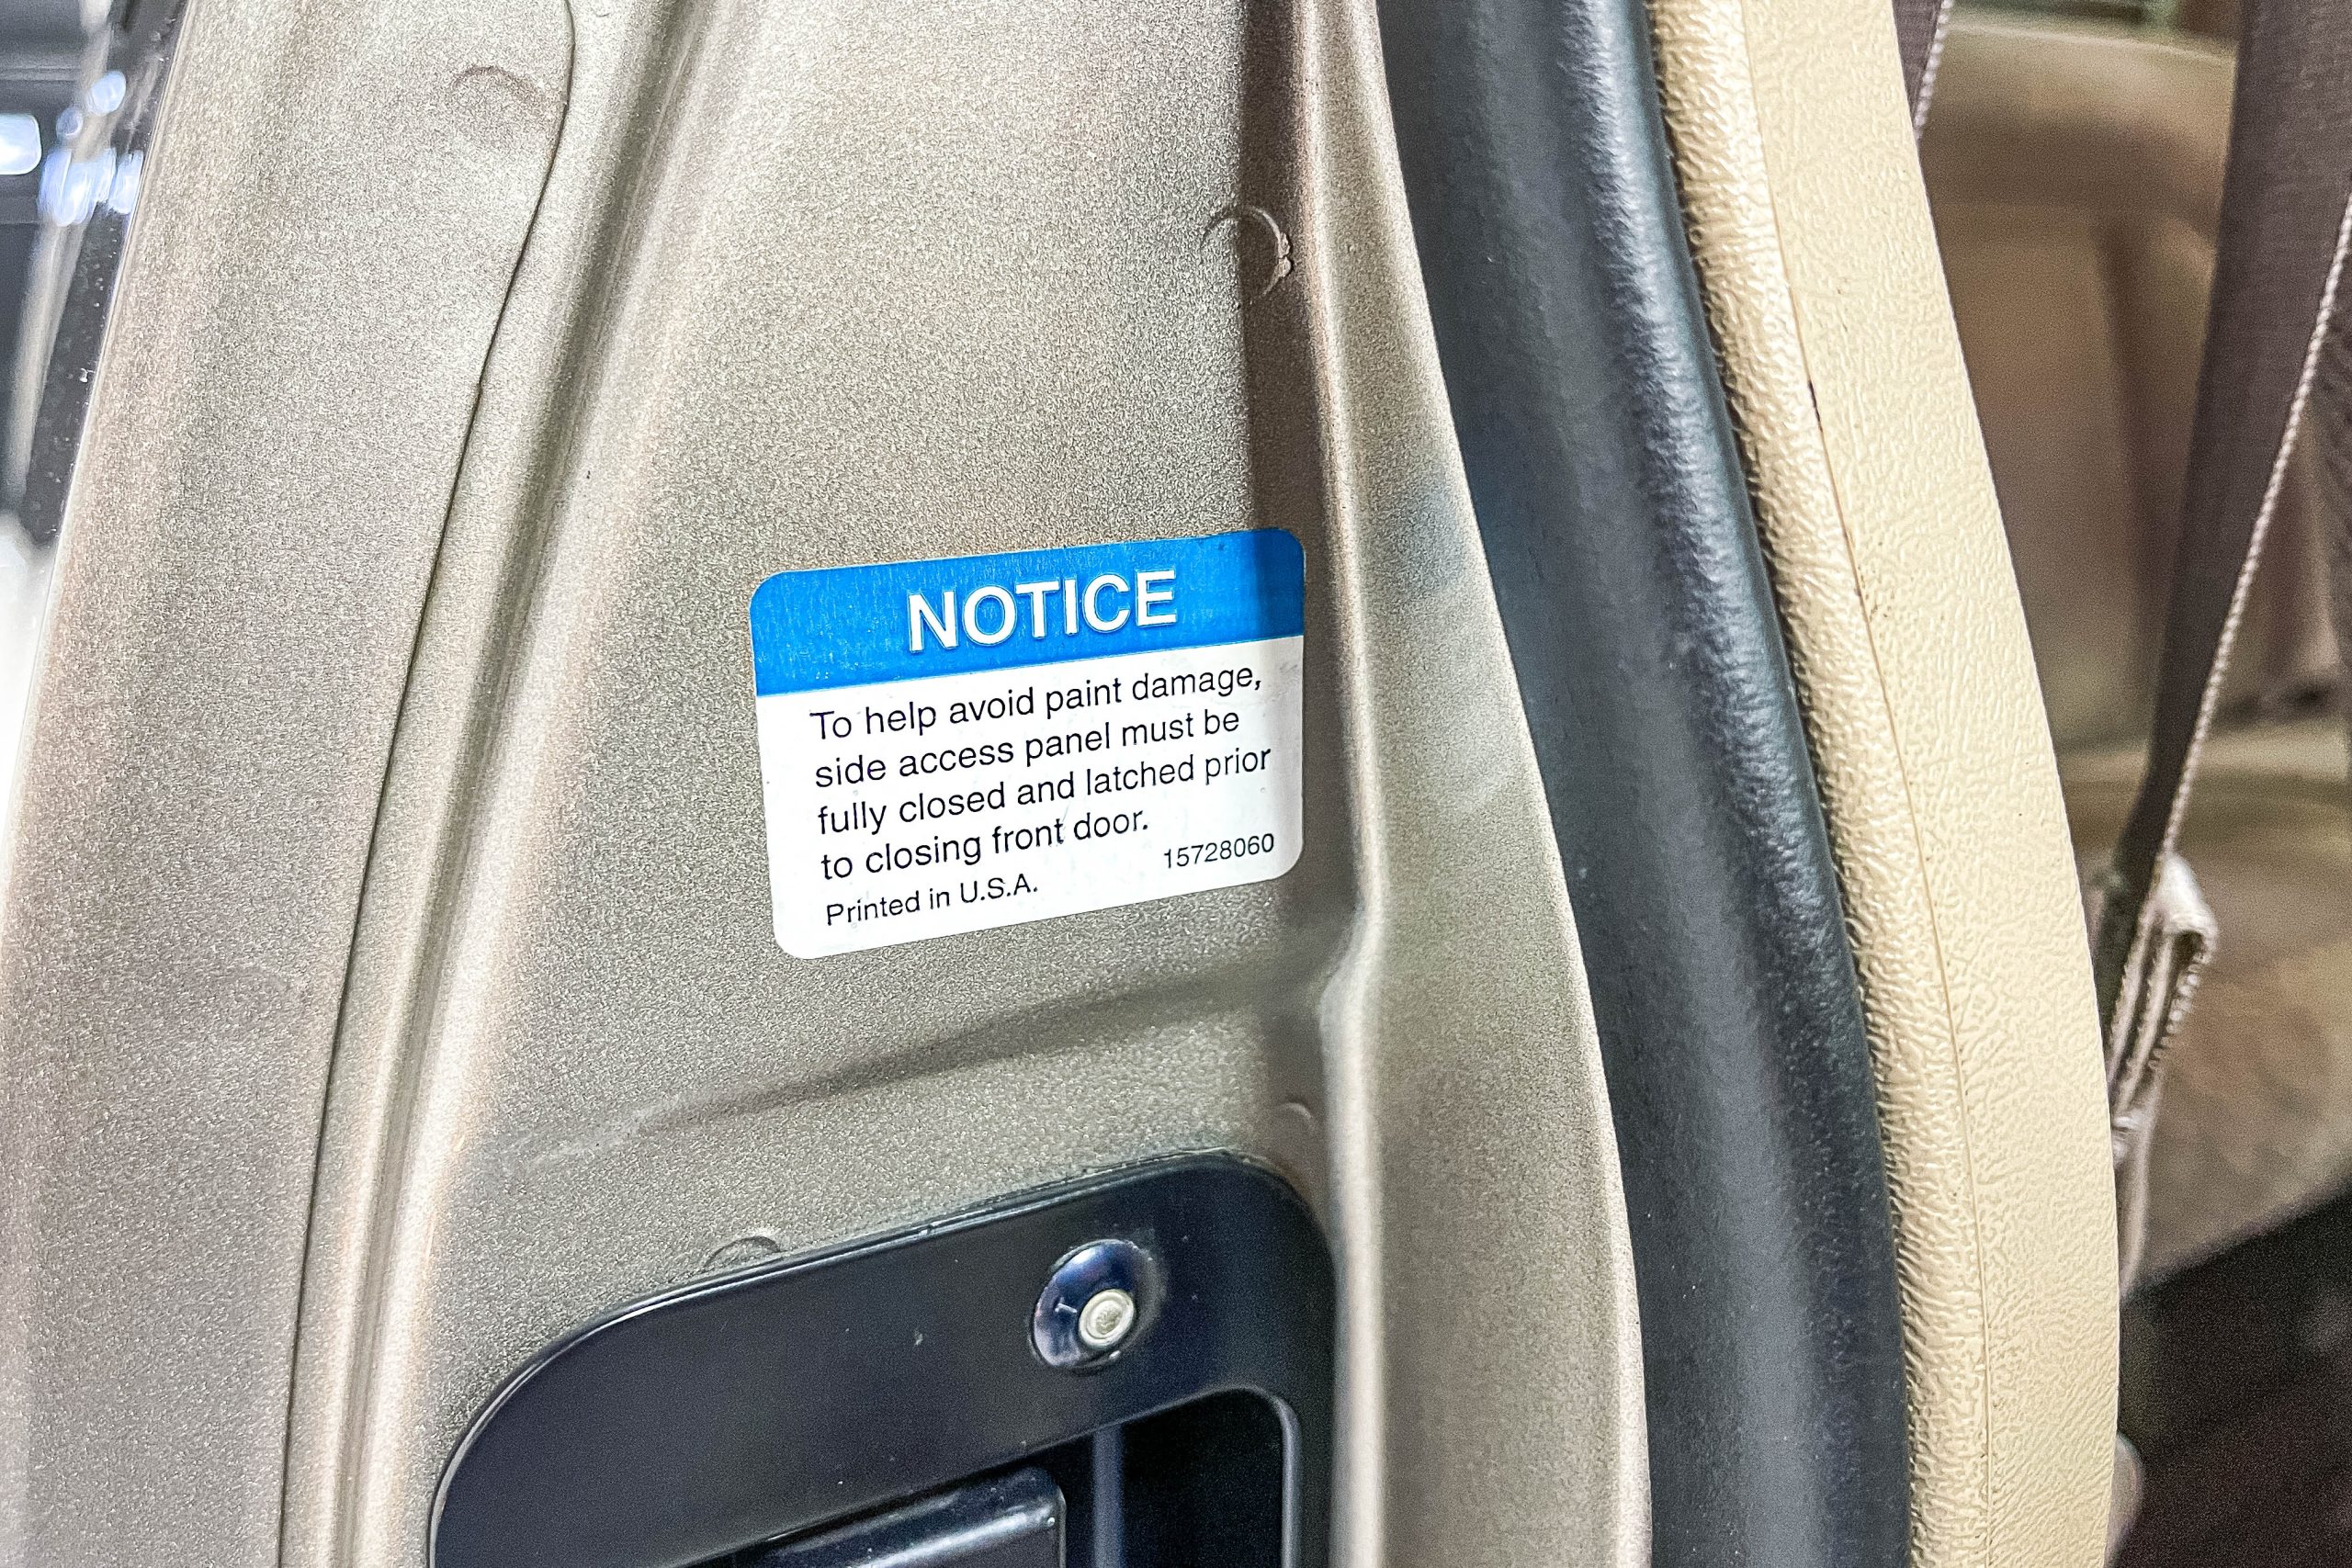 NOTICE
To help avoid paint damage,
side access panel must be
fully closed and latched prior
to closing front door.
15728060
Printed in U.S.A.